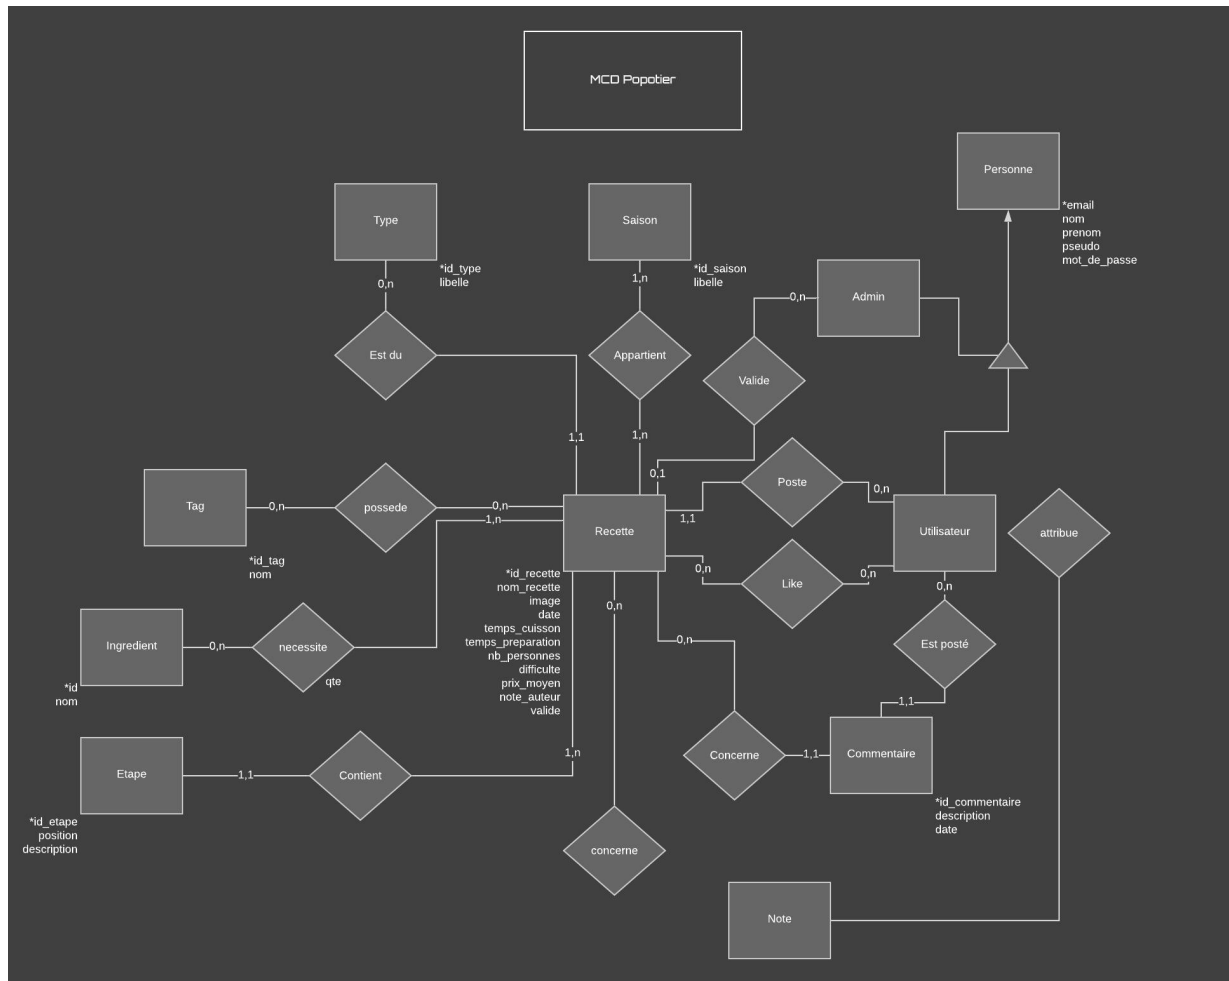 MCD Popotier
Personne
*email
nom
prenom
pseudo
mot_de_passe
Type
*id_type
libelle
Saison
*id_saison
libelle
0,n
1,n
0,n
Admin
Est du
Appartient
Valide
1,1
1,n
0,1
Tag
*id_tag
nom
0,n
possede
0,n
1,n
Recette
*id_recette
nom_recette
image
date
temps_cuisson
temps_preparation
nb_personnes
difficulte
prix_moyen
note_auteur
valide
1,1
Poste
0,n
Utilisateur
attribue
0,n
Like
0,n
0,n
Ingredient
*id
nom
0,n
necessite
qte
0,n
0,n
Est posté
1,1
Etape
*id_etape
position
description
1,1
Contient
1,n
Concerne
1,1
Commentaire
*id_commentaire
description
date
concerne
Note